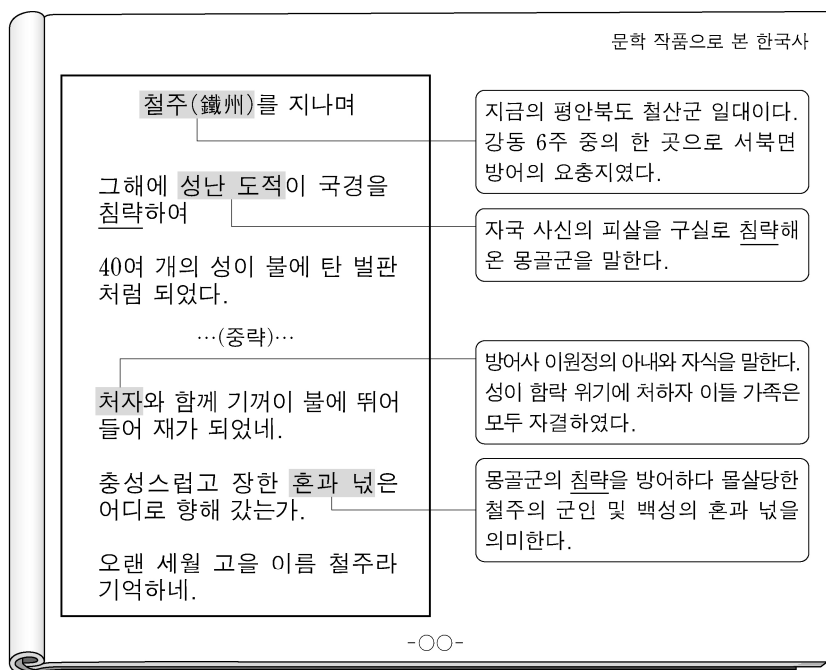 문학 작품으로 본 한국사
철주(鐵州)를 지나며
그해에 성난 도적이 국경을
침략하여
40여 개의 성이 불에 탄 벌판
처럼 되었다.
…(중략)…
처자와 함께 기꺼이 불에 뛰어
들어 재가 되었네.
충성스럽고 장한 혼과 넋은
어디로 향해 갔는가.
오랜 세월 고을 이름 철주라
기억하네.
지금의 평안북도 철산군 일대이다.
강동 6주 중의 한 곳으로 서북면
방어의 요충지였다.
자국 사신의 피살을 구실로 침략해
온 몽골군을 말한다.
방어사 이원정의 아내와 자식을 말한다.
성이 함락 위기에 처하자 이들 가족은
모두 자결하였다.
몽골군의 침략을 방어하다 몰살당한
철주의 군인 및 백성의 혼과 넋을
의미한다.
-○○-